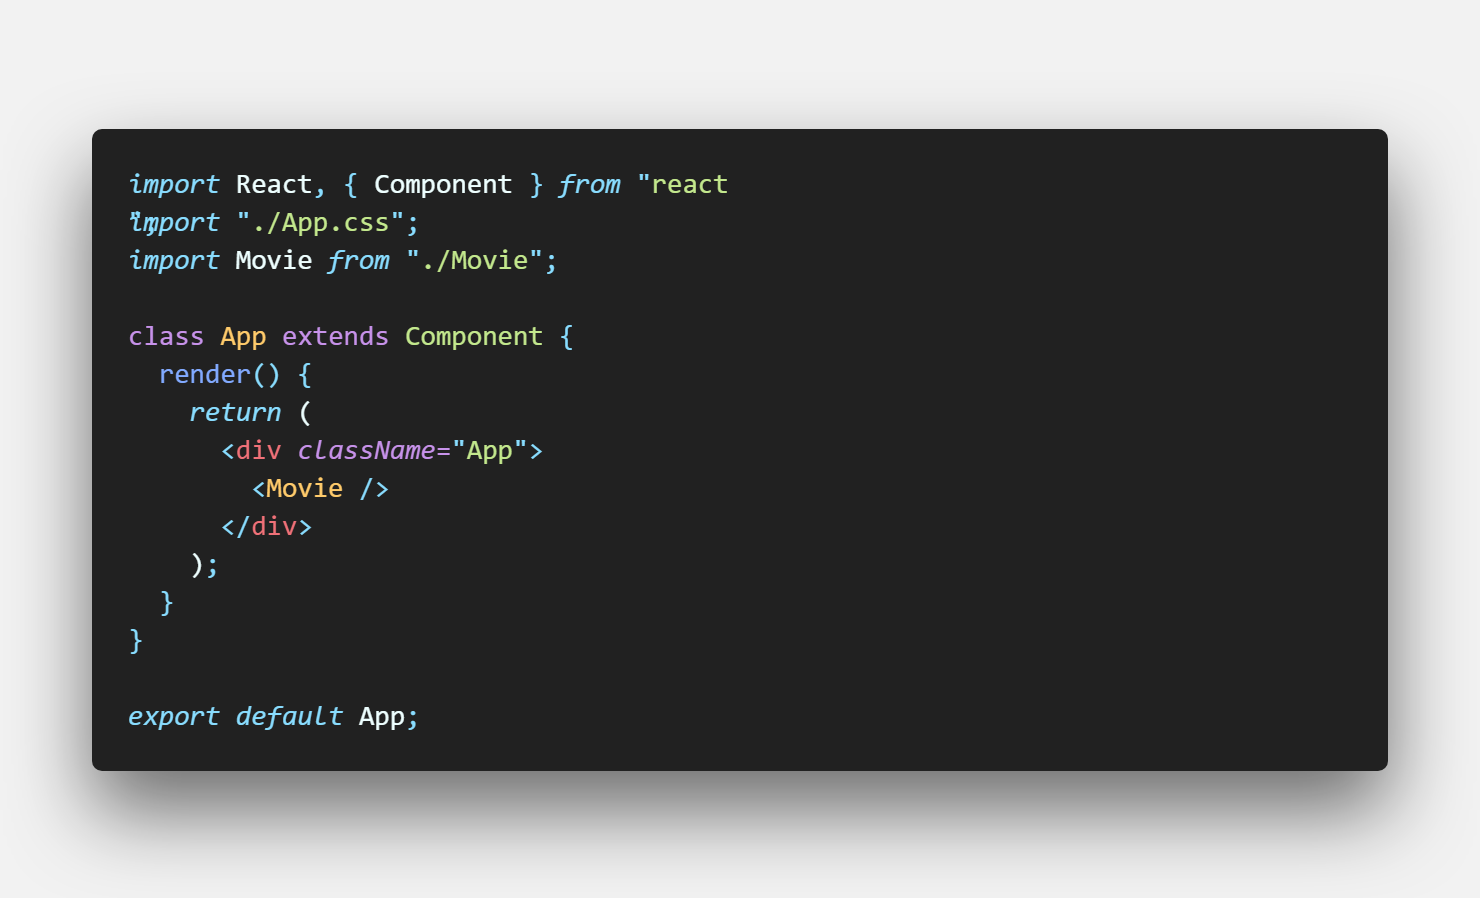 import React, { Component } from "react
";
import "./App.css";
import Movie from "./Movie";
class App extends Component {
render() {
return (
<div className="App">
<Movie />
</div>
);
}
}
export default App;